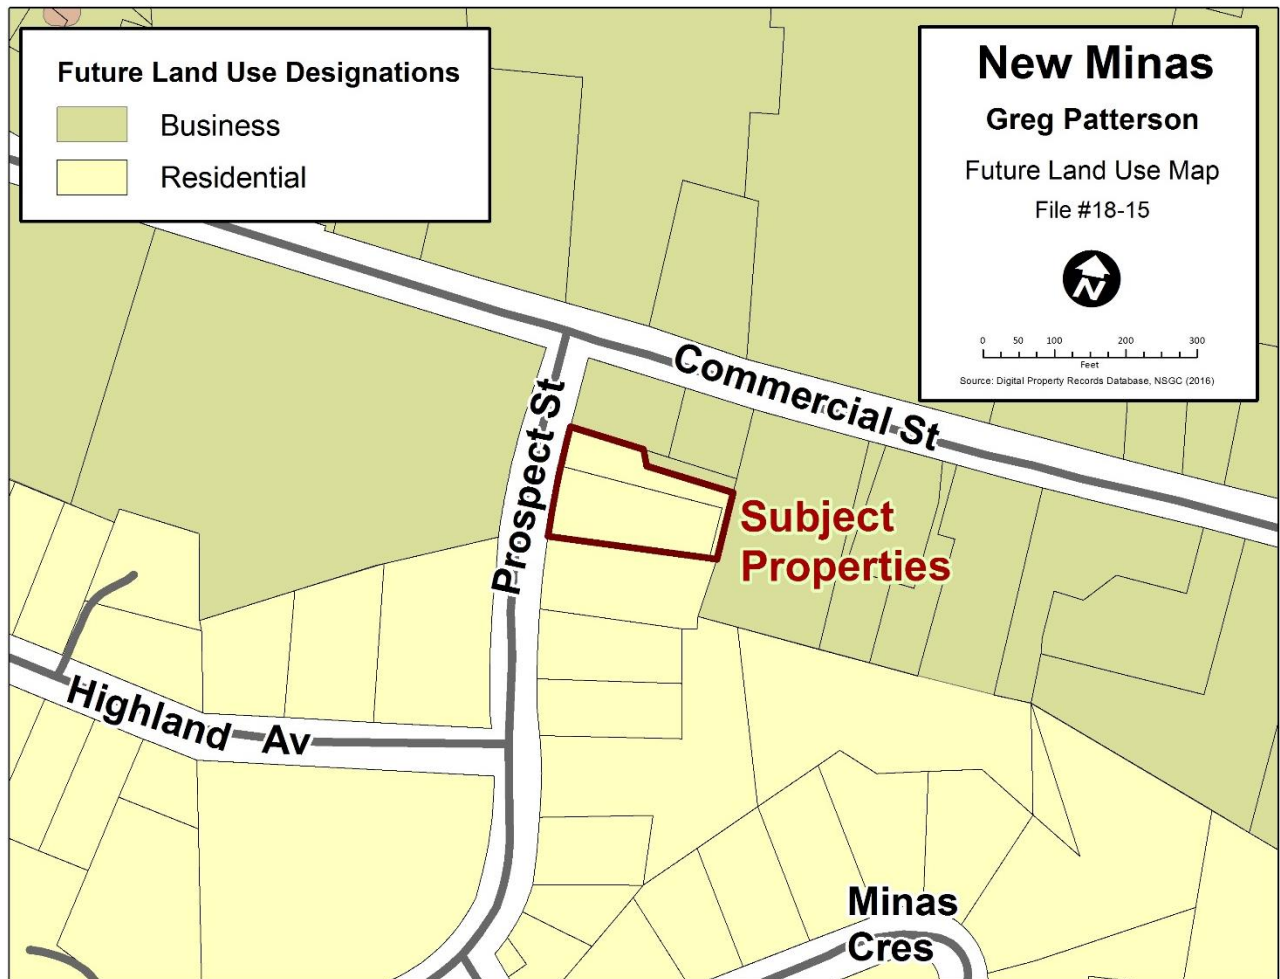 Future Land Use Designations
Business
Residential
New Minas
Greg Patterson
Future Land Use Map
File #18-15
N
0 50 100 200 300
Feet
Source: Digital Property Records Database, NSGC (2016)
Commercial St
Prospect St
Subject
Properties
Highland Av
Minas
Cres